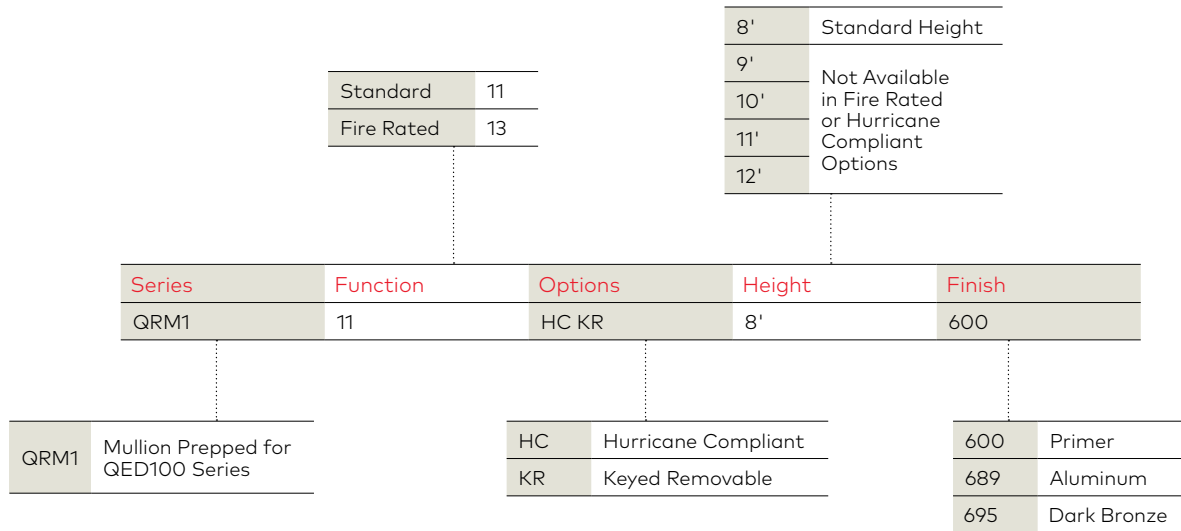 8' Standard Height
9'
10'
11'
12'
Not Available
in Fire Rated
or Hurricane
Compliant
Options
Standard 11
Fire Rated 13
Series Function Options Height Finish
QRM1 11 HC KR 8' 600
QRM1
Mullion Prepped for
QED100 Series
HC Hurricane Compliant
KR Keyed Removable
600 Primer
689 Aluminum
695 Dark Bronze